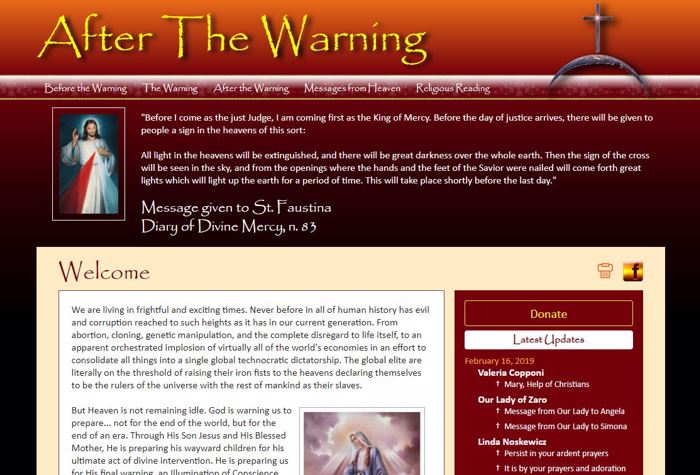 After The Warning
Before the Warning The Warning After the Warning Messages from Heaven Religious Reading
"Before I come as the just Judge, I am coming first as the King of Mercy. Before the day of justice arrives, there will be given to
people a sign in the heavens of this sort:
All light in the heavens will be extinguished, and there will be great darkness over the whole earth. Then the sign of the cross
will be seen in the sky, and from the openings where the hands and the feet of the Savior were nailed will come forth great
lights which will light up the earth for a period of time. This will take place shortly before the last day."
Message given to St. Faustina
Diary of Divine Mercy, n. 83
Welcome
f
We are living in frightful and exciting times. Never before in all of human history has evil
and corruption reached to such heights as it has in our current generation. From
abortion, cloning, genetic manipulation, and the complete disregard to life itself, to an
apparent orchestrated implosion of virtually all of the world's economies in an effort to
consolidate all things into a single global technocratic dictatorship. The global elite are
literally on the threshold of raising their iron fists to the heavens declaring themselves
to be the rulers of the universe with the rest of mankind as their slaves.
But Heaven is not remaining idle. God is warning us to
prepare... not for the end of the world, but for the
end of an era. Through His Son Jesus and His Blessed
Mother, He is preparing his wayward children for his
ultimate act of divine intervention. He is preparing us
for His final warning, an Illumination of Conscience
Donate
Latest Updates
February 16, 2019
Valeria Copponi
✝ Mary, Help of Christians
Our Lady of Zaro
✝ Message from Our Lady to Angela
✝ Message from Our Lady to Simona
Linda Noskewicz
✝ Persist in your ardent prayers
✝ It is by your prayers and adoration